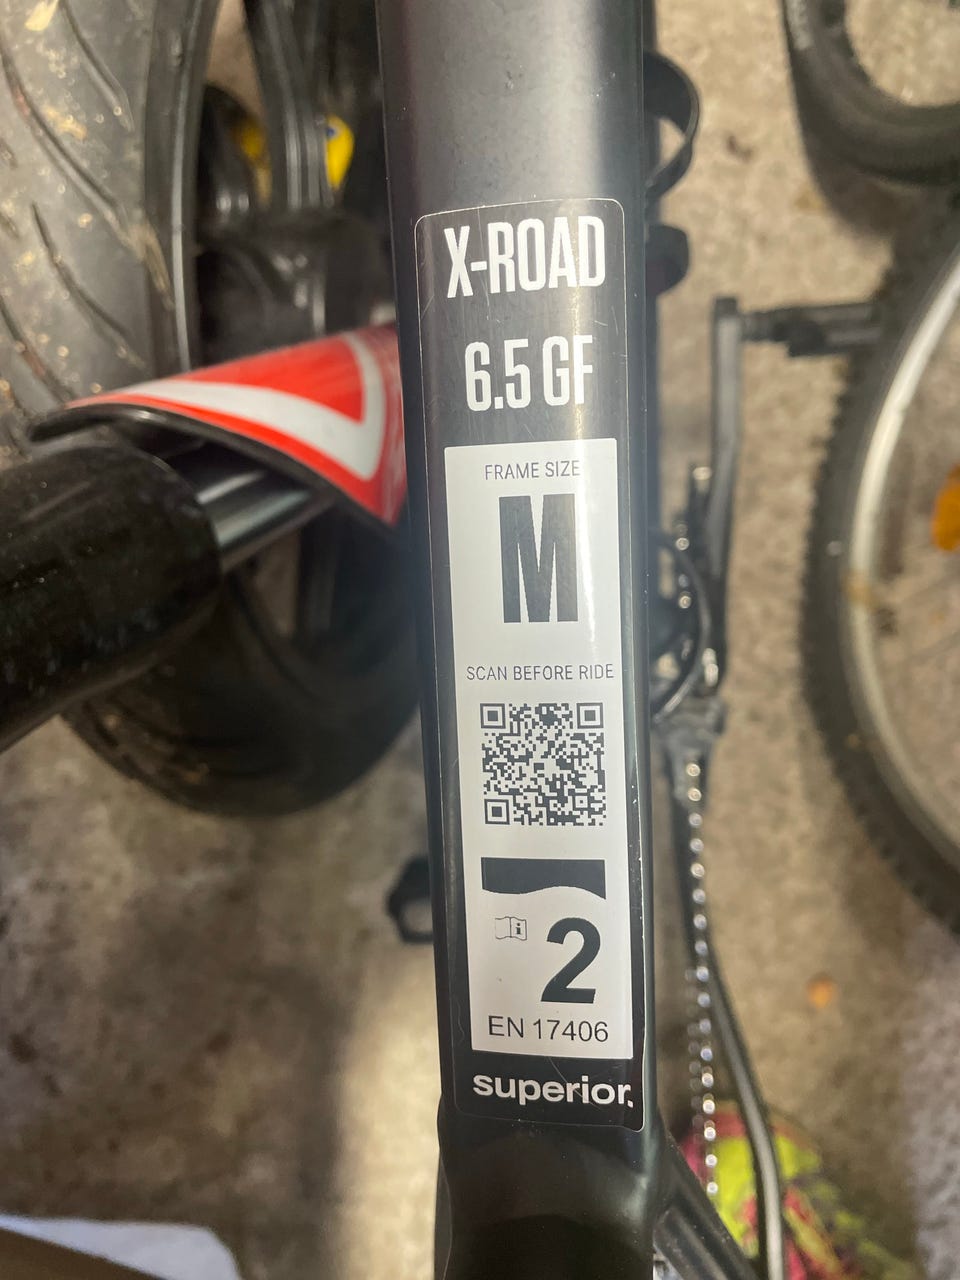 X-ROAD
6.5 GF
FRAME SIZE
M
SCAN BEFORE RIDE
i
2
EN 17406
superior.